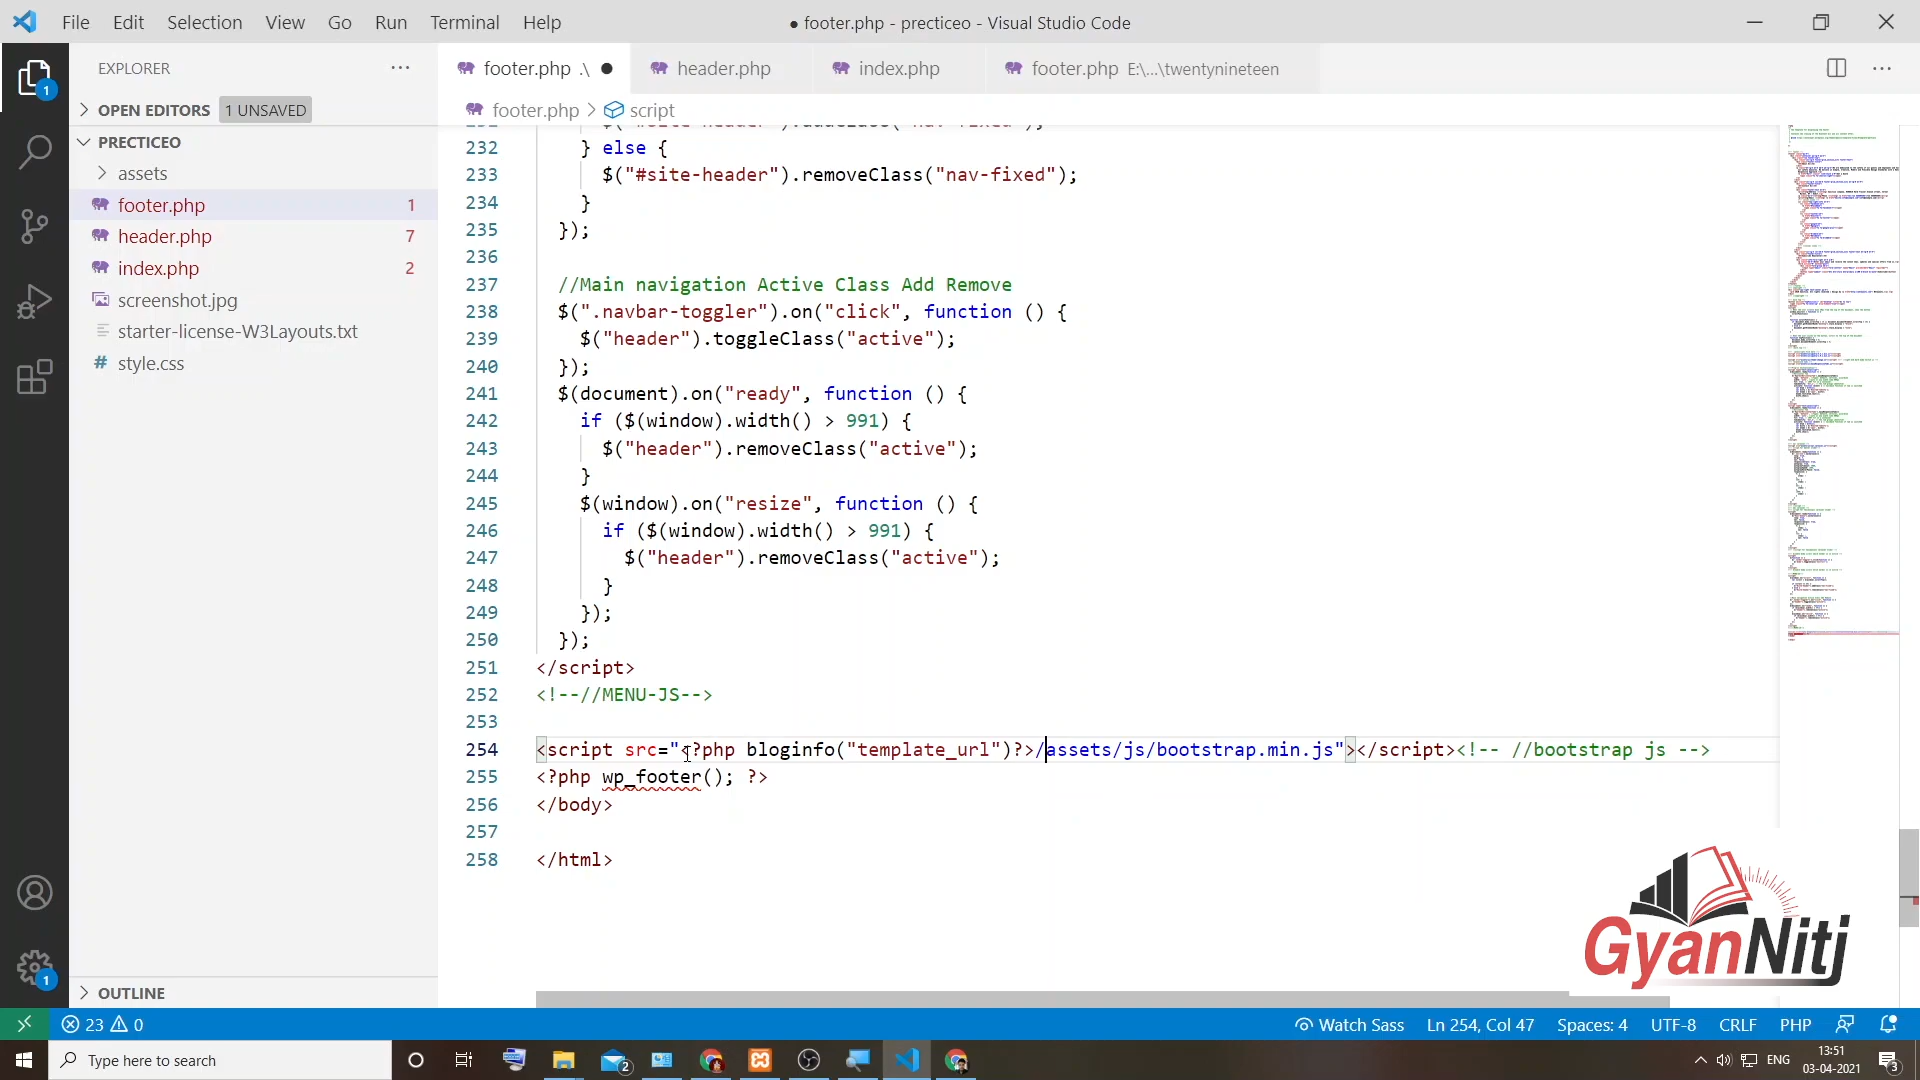 File Edit Selection View Go Run Terminal Help
● footer.php - precticeo - Visual Studio Code
EXPLORER
footer.php .\
header.php
index.php
footer.php E:\...\twentynineteen
1
OPEN EDITORS 1 UNSAVED
footer.php > script
PRECTICEO
assets
footer.php 1
header.php 7
index.php 2
screenshot.jpg
starter-license-W3Layouts.txt
style.css
232 } else {
233 $("#site-header").removeClass("nav-fixed");
234 }
235 });
236
237 //Main navigation Active Class Add Remove
238 $(".navbar-toggler").on("click", function () {
239 $("header").toggleClass("active");
240 });
241 $(document).on("ready", function () {
242 if ($(window).width() > 991) {
243 $("header").removeClass("active");
244 }
245 $(window).on("resize", function () {
246 if ($(window).width() > 991) {
247 $("header").removeClass("active");
248 }
249 });
250 });
251 </script>
252 <!--//MENU-JS-->
253
254 <script src="<?php bloginfo("template_url")?>/assets/js/bootstrap.min.js"></script><!-- //bootstrap js -->
255 <?php wp_footer(); ?>
256 </body>
257
258 </html>
GyanNitj
1
OUTLINE
23 0
Watch Sass Ln 254, Col 47 Spaces: 4 UTF-8 CRLF PHP
Type here to search
2
ENG
13:51
03-04-2021
3